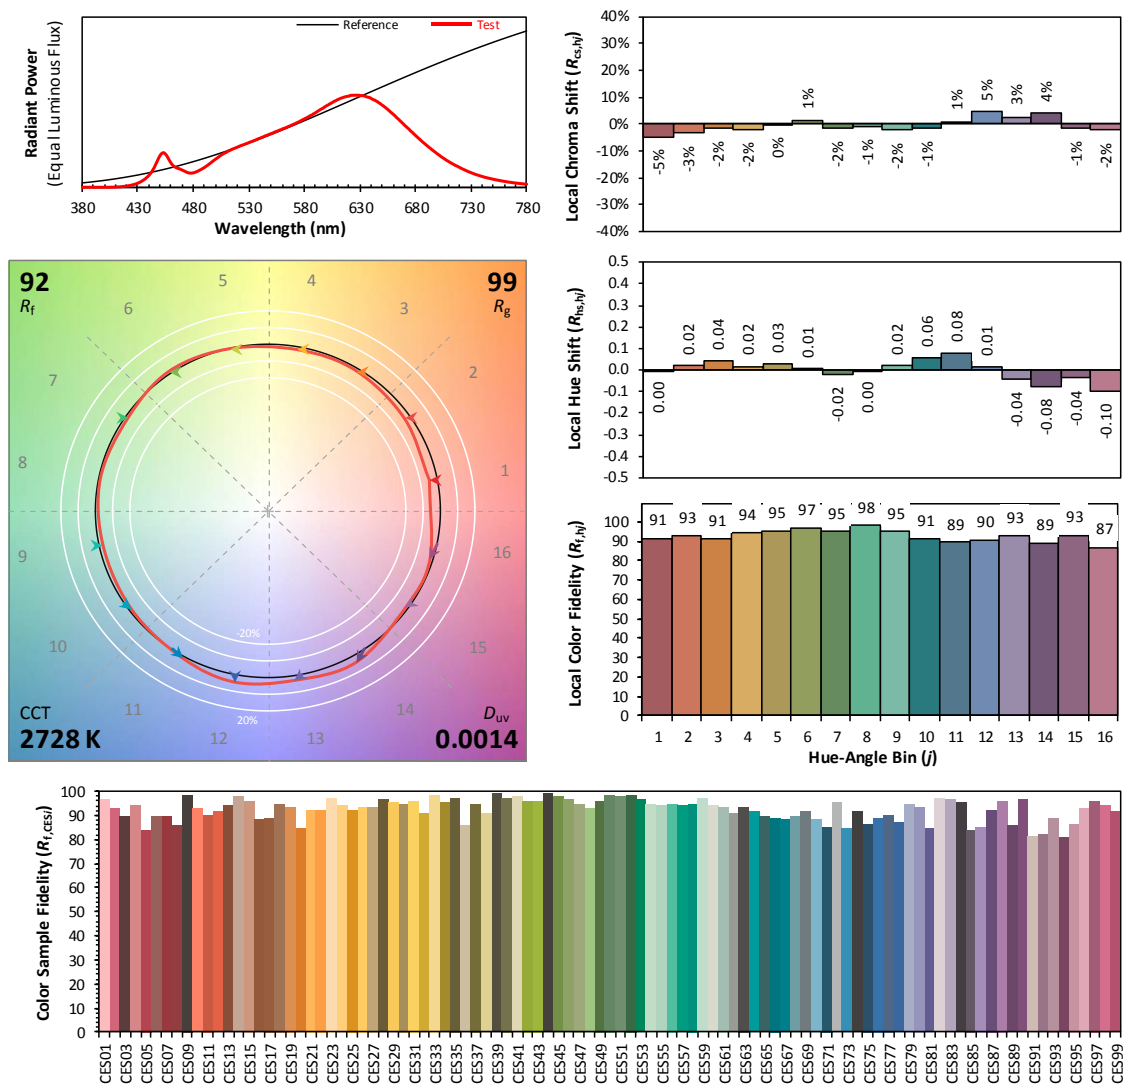 Reference
Test
Radiant Power
(Equal Luminous Flux)
380 430 480 530 580 630 680 730 780
Wavelength (nm)
Local Chroma Shift (Rcs,hj)
40%
30%
20%
10%
0%
-10%
-20%
-30%
-40%
-5% -3% -2% -2% 0% 1% -2% -1% -2% -1% 1% 5% 3% 4% -1% -2%
92
Rf
99
Rg
5 4
6 3
7 2
8 1
9 16
10 15
11 14
12 13
-20%
20%
CCT
2728 K
Duv
0.0014
Local Hue Shift (Rhs,hj)
0.5
0.4
0.3
0.2
0.1
0.0
-0.1
-0.2
-0.3
-0.4
-0.5
0.00 0.02 0.04 0.02 0.03 0.01 -0.02 0.00 0.02 0.06 0.08 0.01 -0.04 -0.08 -0.04 -0.10
Local Color Fidelity (Rf,hj)
100
90
80
70
60
50
40
30
20
10
0
91 93 91 94 95 97 95 98 95 91 89 90 93 89 93 87
1 2 3 4 5 6 7 8 9 10 11 12 13 14 15 16
Hue-Angle Bin (j)
Color Sample Fidelity (Rf,CESi)
100
90
80
70
60
50
40
30
20
10
0
CES01 CES03 CES05 CES07 CES09 CES11 CES13 CES15 CES17 CES19 CES21 CES23 CES25 CES27 CES29 CES31 CES33 CES35 CES37 CES39 CES41 CES43 CES45 CES47 CES49 CES51 CES53 CES55 CES57 CES59 CES61 CES63 CES65 CES67 CES69 CES71 CES73 CES75 CES77 CES79 CES81 CES83 CES85 CES87 CES89 CES91 CES93 CES95 CES97 CES99